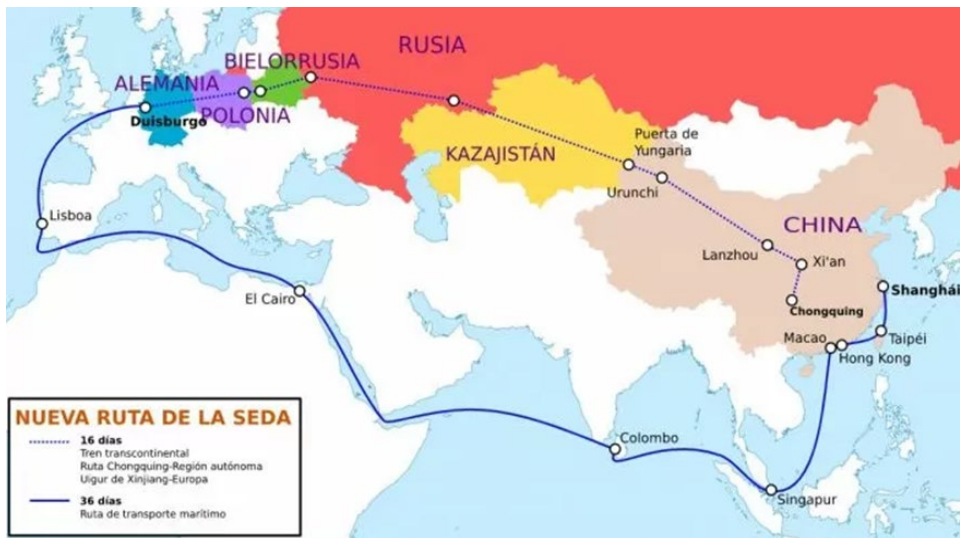 RUSIA
BIELORRUSIA
ALEMANIA
POLONIA
Duisburgo
KAZAJISTÁN
Puerta de
Yungaria
Urunchi
CHINA
Lisboa
Lanzhou
Xi'an
El Cairo
Chongquing
Shanghái
Macao
Taipéi
Hong Kong
Colombo
Singapur
NUEVA RUTA DE LA SEDA
16 días
Tren transcontinental
Ruta Chongquing-Región autónoma
Uigur de Xinjiang-Europa
36 días
Ruta de transporte marítimo